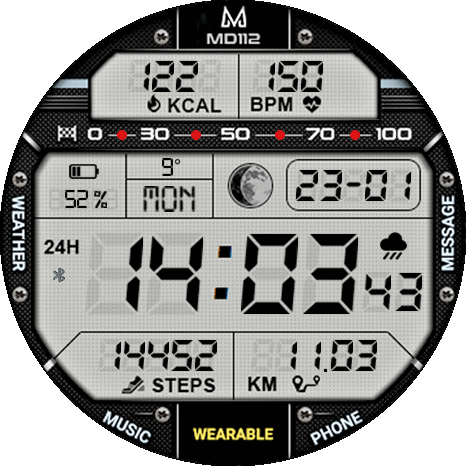 MD112
122 150
KCAL BPM
0 30 50 70 100
9°
52% MON 23-01
WEATHER
MESSAGE
24H
14:03 43
14452 11.03
STEPS KM
MUSIC WEARABLE PHONE